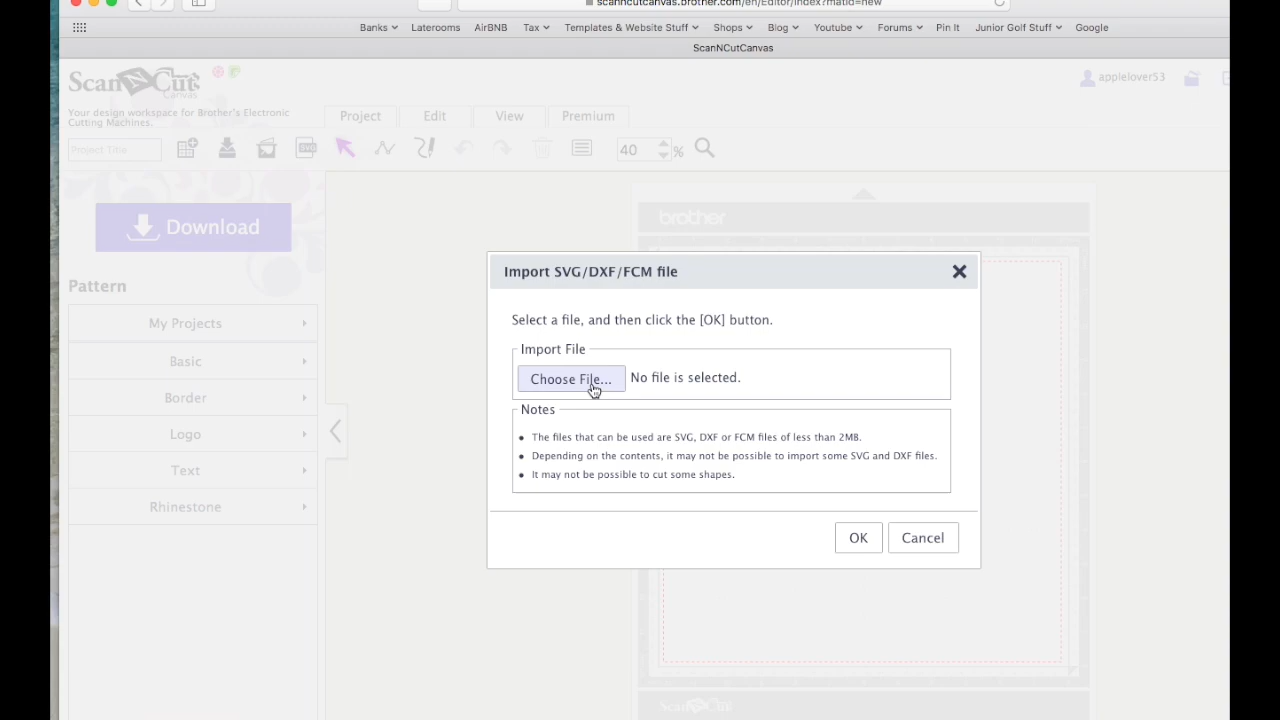 scanncutcanvas.brother.com/en/Editor/Index?matId=new
Banks Laterooms AirBNB Tax Templates & Website Stuff Shops Blog Youtube Forums Pin It Junior Golf Stuff Google
ScanNCutCanvas
ScanNCut
Canvas
applelover53
Your design workspace for Brother's Electronic
Cutting Machines.
Project Edit View Premium
Project Title
SVG
40 %
Download
brother
Pattern
Import SVG/DXF/FCM file
Select a file, and then click the [OK] button.
My Projects
Import File
Basic
Choose File... No file is selected.
Border
Notes
Logo
• The files that can be used are SVG, DXF or FCM files of less than 2MB.
• Depending on the contents, it may not be possible to import some SVG and DXF files.
Text
• It may not be possible to cut some shapes.
Rhinestone
OK Cancel
ScanNCut